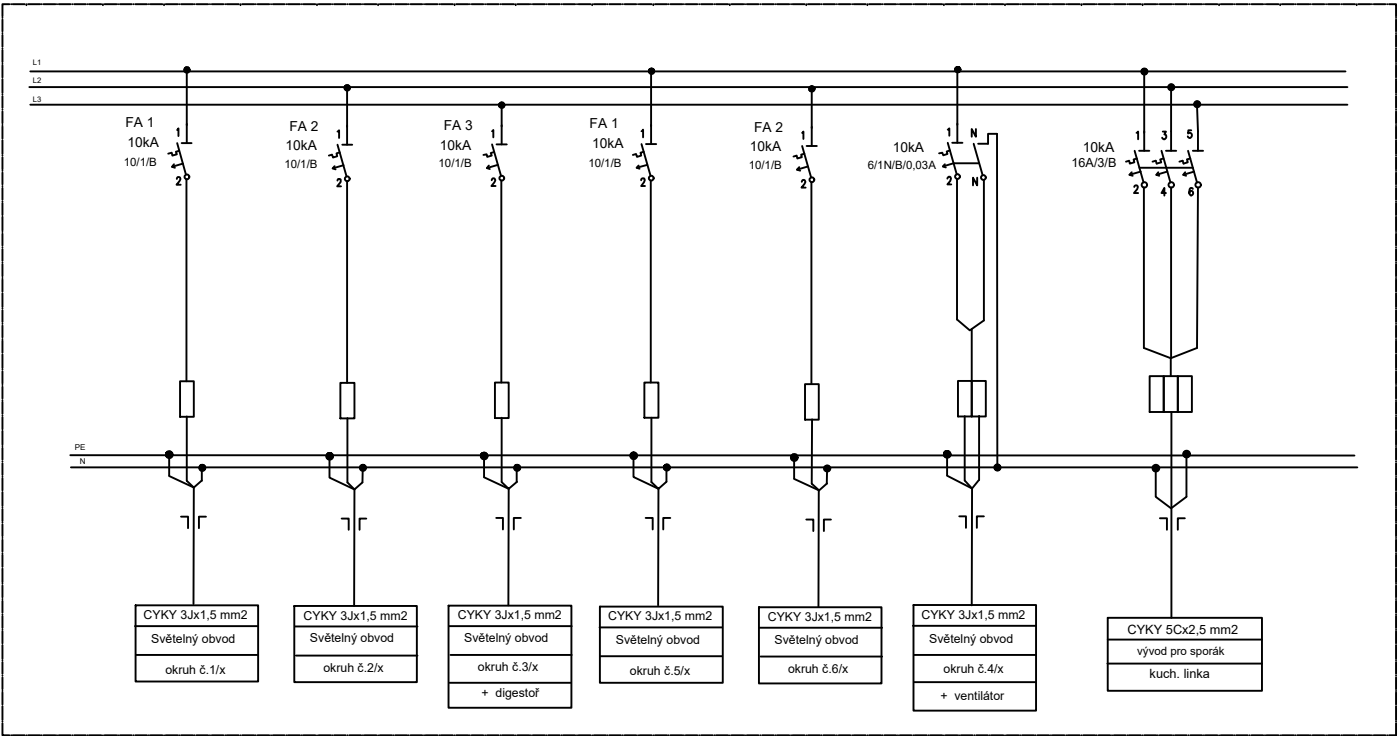 L1
L2
L3
FA 1
10kA
10/1/B
1
2
FA 2
10kA
10/1/B
1
2
FA 3
10kA
10/1/B
1
2
FA 1
10kA
10/1/B
1
2
FA 2
10kA
10/1/B
1
2
10kA
6/1N/B/0,03A
1 N
2 N
10kA
16A/3/B
1 3 5
2 4 6
PE
N
CYKY 3Jx1,5 mm2
Světelný obvod
okruh č.1/x
CYKY 3Jx1,5 mm2
Světelný obvod
okruh č.2/x
CYKY 3Jx1,5 mm2
Světelný obvod
okruh č.3/x
+ digestoř
CYKY 3Jx1,5 mm2
Světelný obvod
okruh č.5/x
CYKY 3Jx1,5 mm2
Světelný obvod
okruh č.6/x
CYKY 3Jx1,5 mm2
Světelný obvod
okruh č.4/x
+ ventilátor
CYKY 5Cx2,5 mm2
vývod pro sporák
kuch. linka